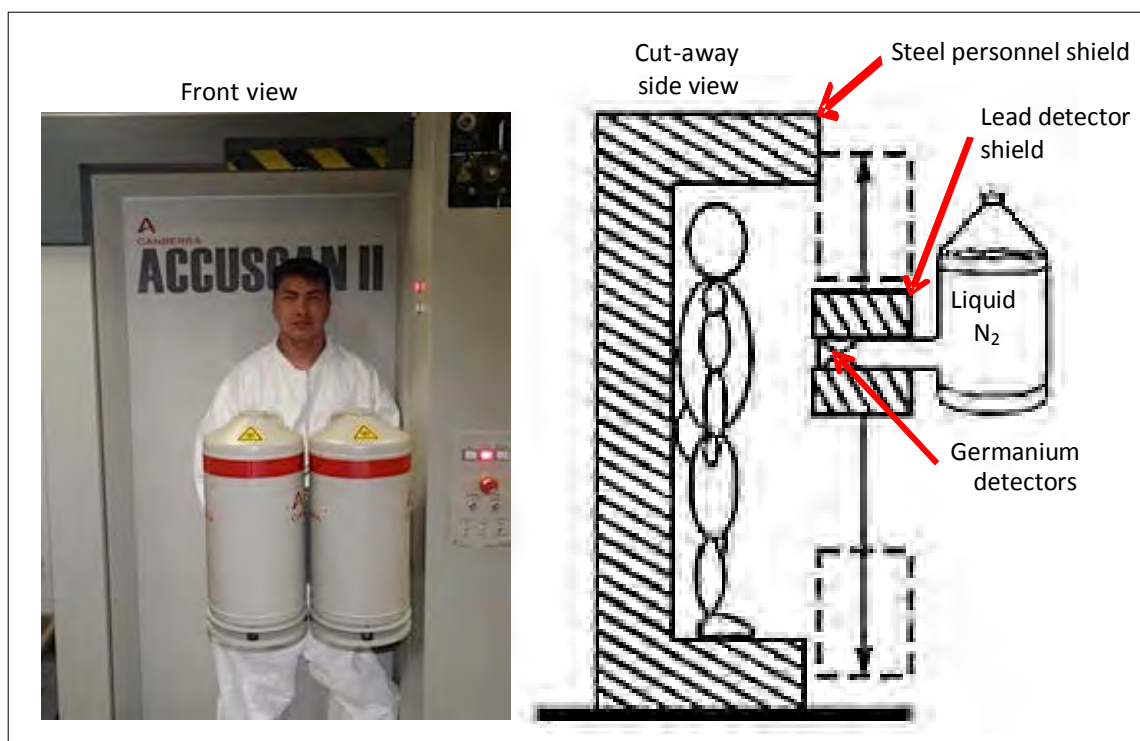 Front view
Cut-away
side view
Steel personnel shield
Lead detector
shield
A
CANBERRA
ACCUSCAN II
Liquid
N₂
Germanium
detectors